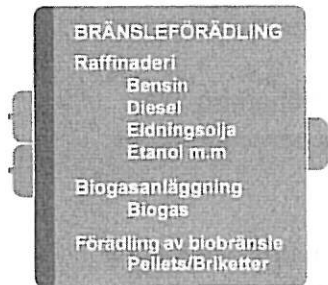 BRÄNSLEFÖRÄDLING
Raffinaderi
Bensin
Diesel
Eldningsolja
Etanol m.m
Biogasanläggning
Biogas
Förädling av biobränsle
Pellets/Briketter